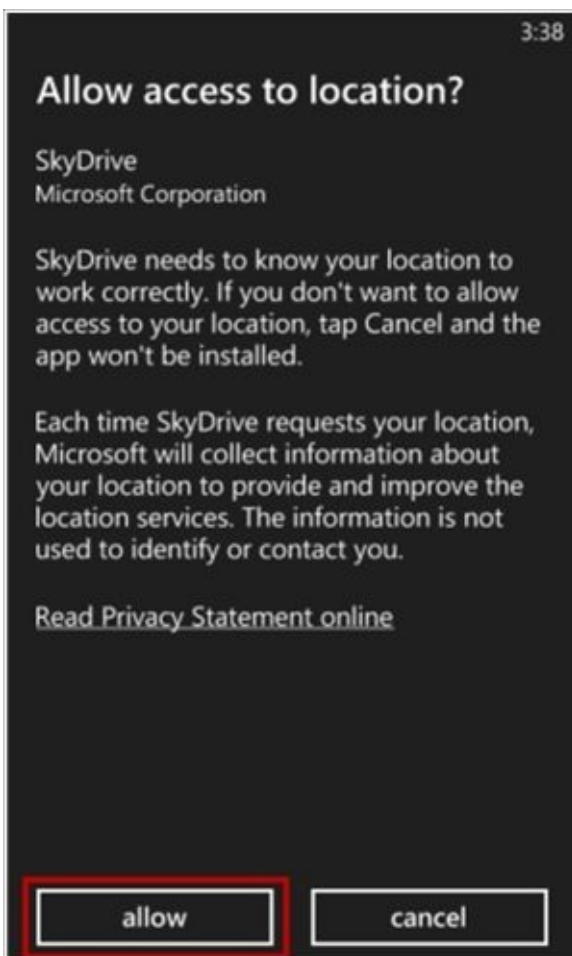 3:38
Allow access to location?
SkyDrive
Microsoft Corporation
SkyDrive needs to know your location to
work correctly. If you don't want to allow
access to your location, tap Cancel and the
app won't be installed.
Each time SkyDrive requests your location,
Microsoft will collect information about
your location to provide and improve the
location services. The information is not
used to identify or contact you.
Read Privacy Statement online
allow
cancel